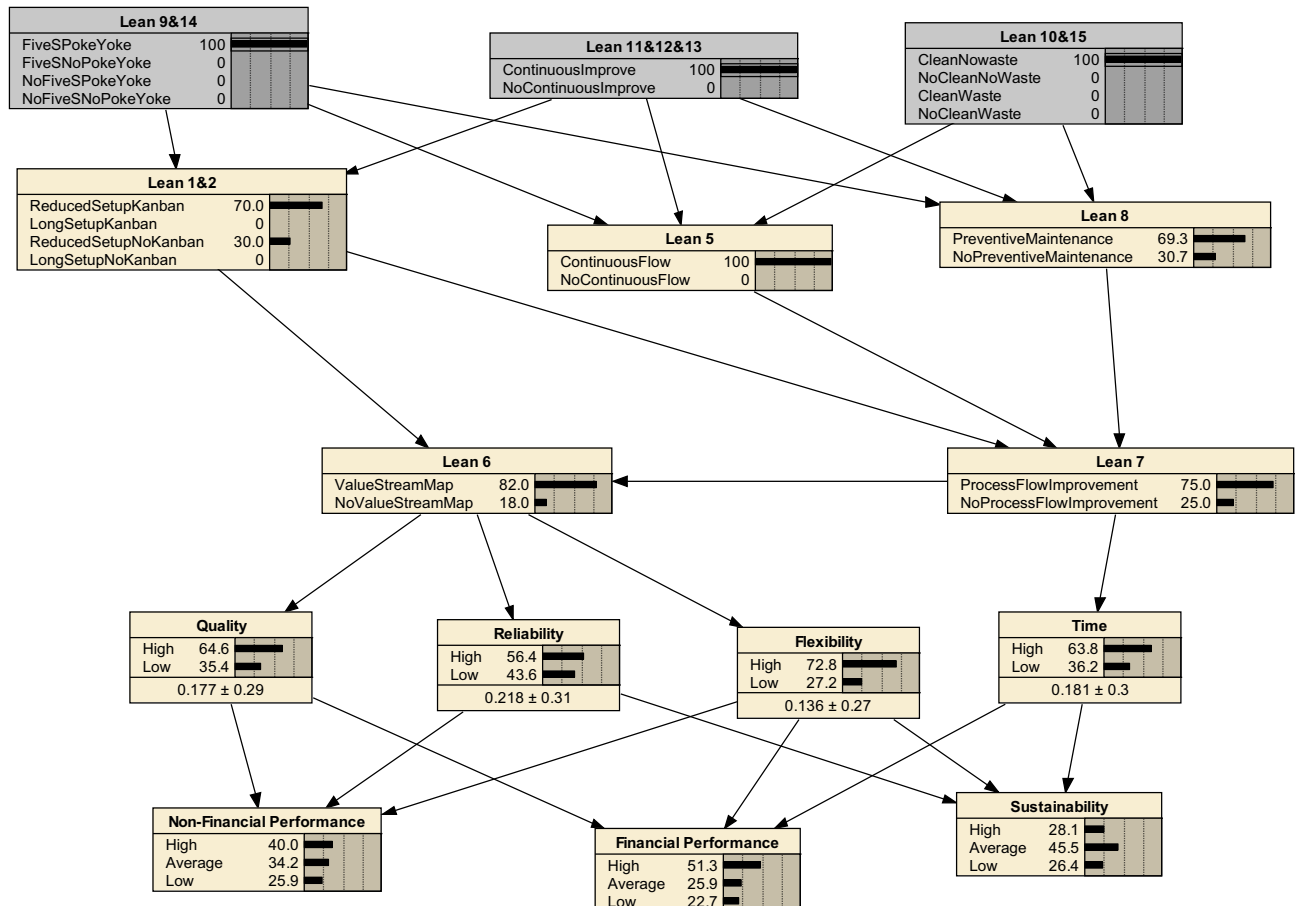 Lean 9&14
FiveSPokeYoke 100
FiveSNoPokeYoke 0
NoFiveSPokeYoke 0
NoFiveSNoPokeYoke 0
Lean 11&12&13
ContinuousImprove 100
NoContinuousImprove 0
Lean 10&15
CleanNowaste 100
NoCleanNoWaste 0
CleanWaste 0
NoCleanWaste 0
Lean 1&2
ReducedSetupKanban 70.0
LongSetupKanban 0
ReducedSetupNoKanban 30.0
LongSetupNoKanban 0
Lean 5
ContinuousFlow 100
NoContinuousFlow 0
Lean 8
PreventiveMaintenance 69.3
NoPreventiveMaintenance 30.7
Lean 6
ValueStreamMap 82.0
NoValueStreamMap 18.0
Lean 7
ProcessFlowImprovement 75.0
NoProcessFlowImprovement 25.0
Quality
High 64.6
Low 35.4
0.177 ± 0.29
Reliability
High 56.4
Low 43.6
0.218 ± 0.31
Flexibility
High 72.8
Low 27.2
0.136 ± 0.27
Time
High 63.8
Low 36.2
0.181 ± 0.3
Non-Financial Performance
High 40.0
Average 34.2
Low 25.9
Financial Performance
High 51.3
Average 25.9
Low 22.7
Sustainability
High 28.1
Average 45.5
Low 26.4